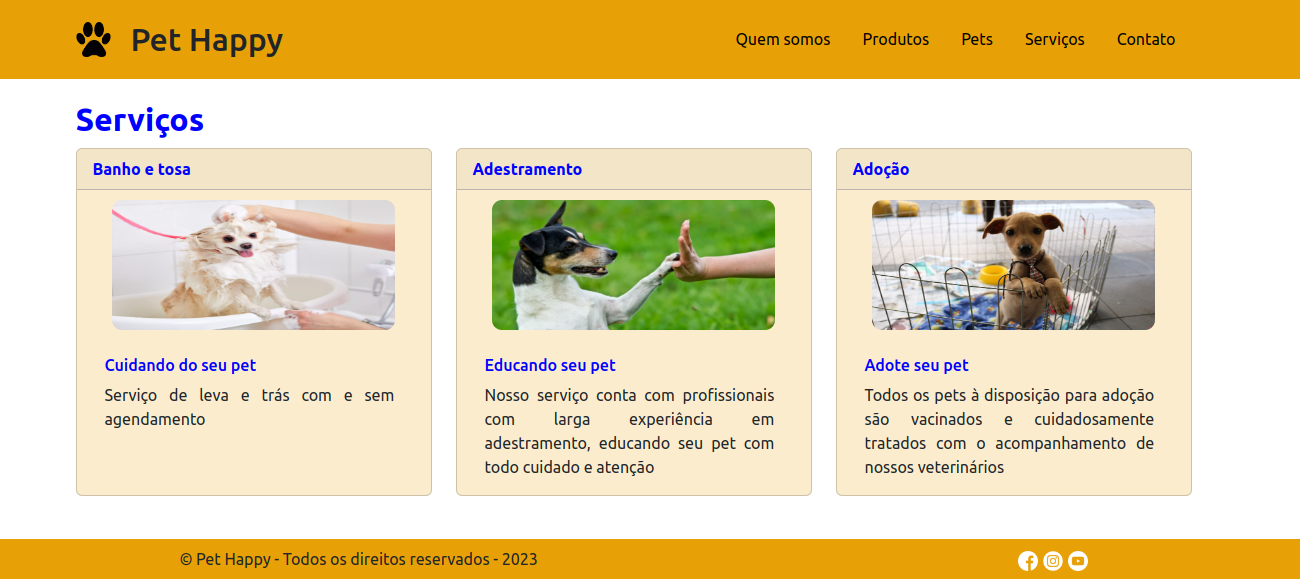 Pet Happy
Quem somos Produtos Pets Serviços Contato
Serviços
Banho e tosa
Cuidando do seu pet
Serviço de leva e trás com e sem
agendamento
Adestramento
Educando seu pet
Nosso serviço conta com profissionais
com larga experiência em
adestramento, educando seu pet com
todo cuidado e atenção
Adoção
Adote seu pet
Todos os pets à disposição para adoção
são vacinados e cuidadosamente
tratados com o acompanhamento de
nossos veterinários
© Pet Happy - Todos os direitos reservados - 2023